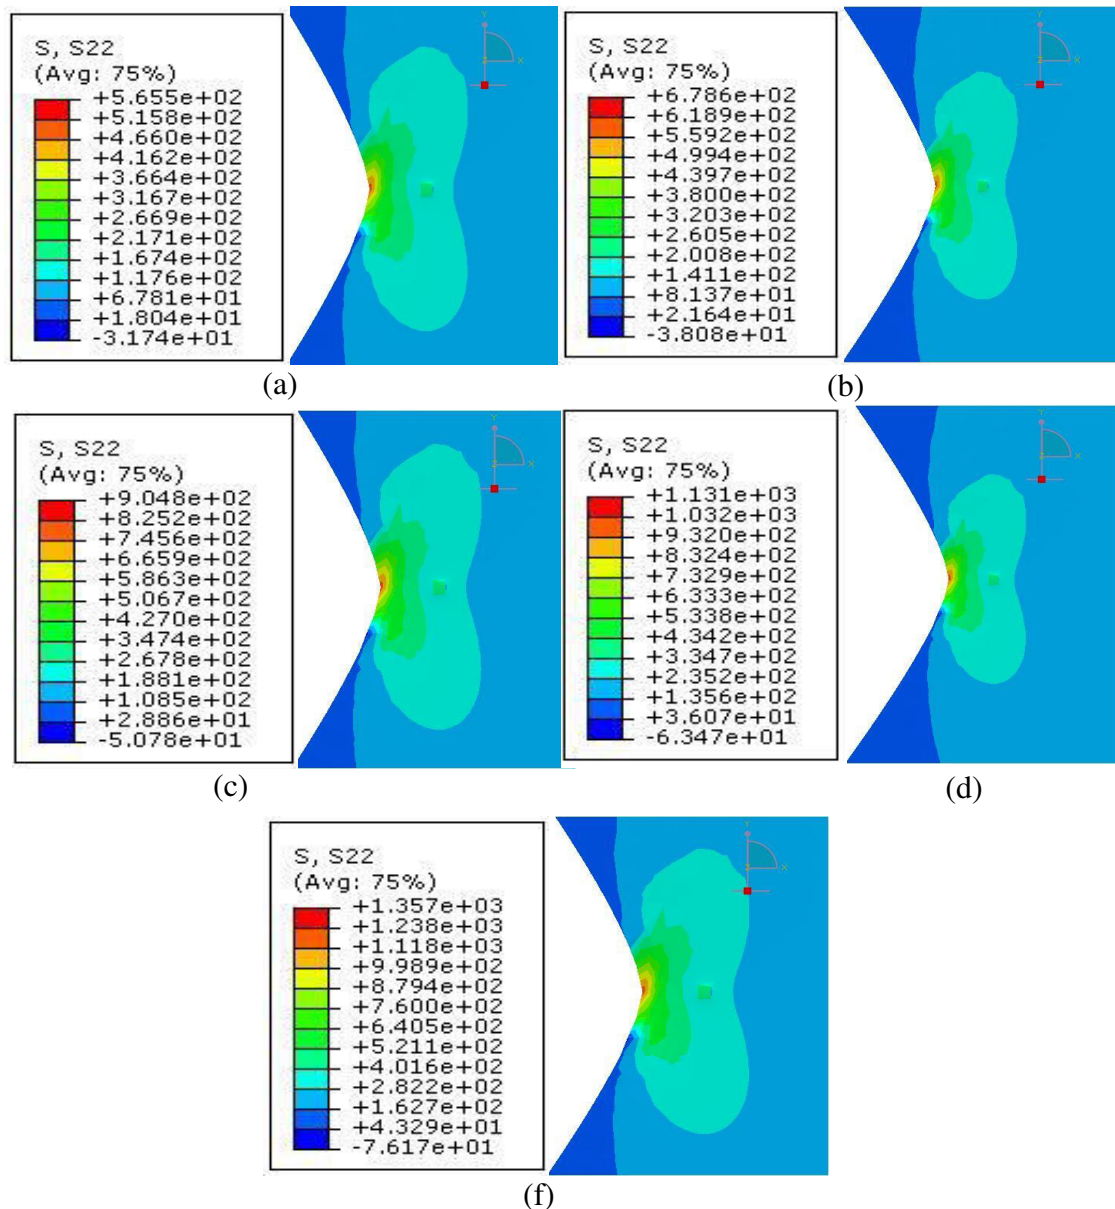 S, S22
(Avg: 75%)
+5.655e+02
+5.158e+02
+4.660e+02
+4.162e+02
+3.664e+02
+3.167e+02
+2.669e+02
+2.171e+02
+1.674e+02
+1.176e+02
+6.781e+01
+1.804e+01
-3.174e+01
Y
Z
X
(a)
S, S22
(Avg: 75%)
+6.786e+02
+6.189e+02
+5.592e+02
+4.994e+02
+4.397e+02
+3.800e+02
+3.203e+02
+2.605e+02
+2.008e+02
+1.411e+02
+8.137e+01
+2.164e+01
-3.808e+01
Y
Z
X
(b)
S, S22
(Avg: 75%)
+9.048e+02
+8.252e+02
+7.456e+02
+6.659e+02
+5.863e+02
+5.067e+02
+4.270e+02
+3.474e+02
+2.678e+02
+1.881e+02
+1.085e+02
+2.886e+01
-5.078e+01
Y
Z
X
(c)
S, S22
(Avg: 75%)
+1.131e+03
+1.032e+03
+9.320e+02
+8.324e+02
+7.329e+02
+6.333e+02
+5.338e+02
+4.342e+02
+3.347e+02
+2.352e+02
+1.356e+02
+3.607e+01
-6.347e+01
Y
Z
X
(d)
S, S22
(Avg: 75%)
+1.357e+03
+1.238e+03
+1.118e+03
+9.989e+02
+8.794e+02
+7.600e+02
+6.405e+02
+5.211e+02
+4.016e+02
+2.822e+02
+1.627e+02
+4.329e+01
-7.617e+01
Y
Z
X
(f)